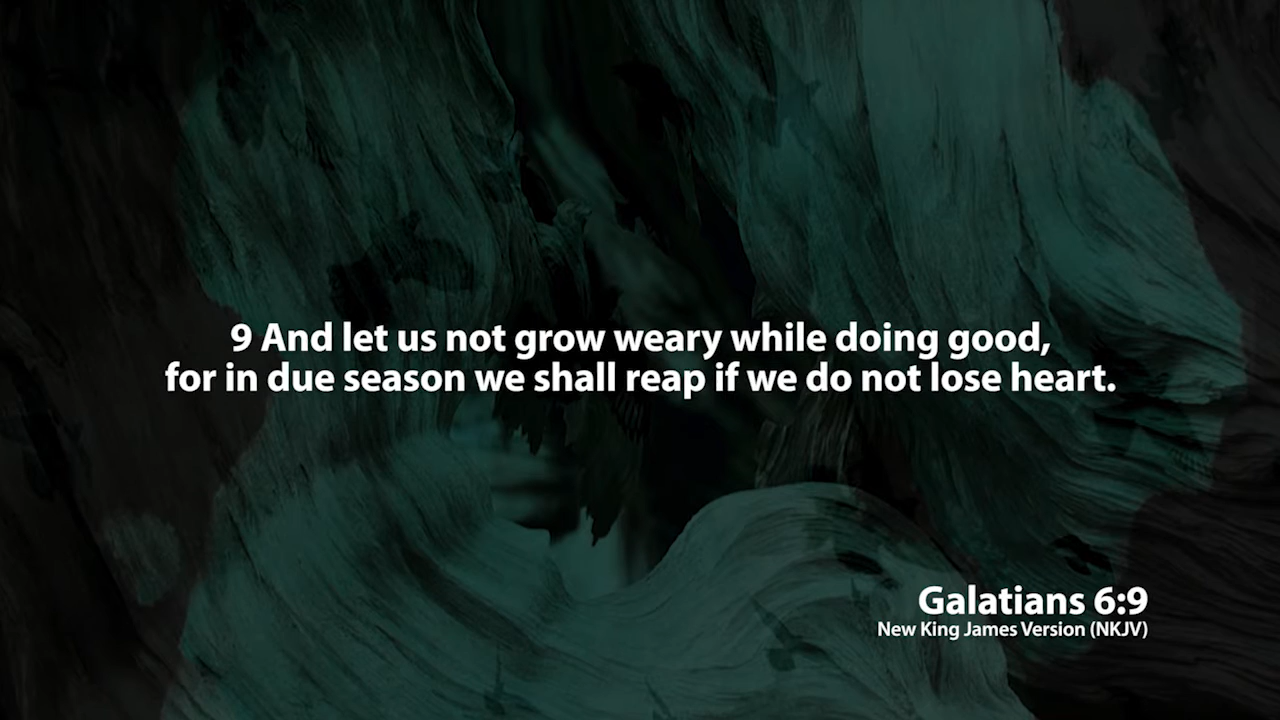 9 And let us not grow weary while doing good,
for in due season we shall reap if we do not lose heart.
Galatians 6:9
New King James Version (NKJV)